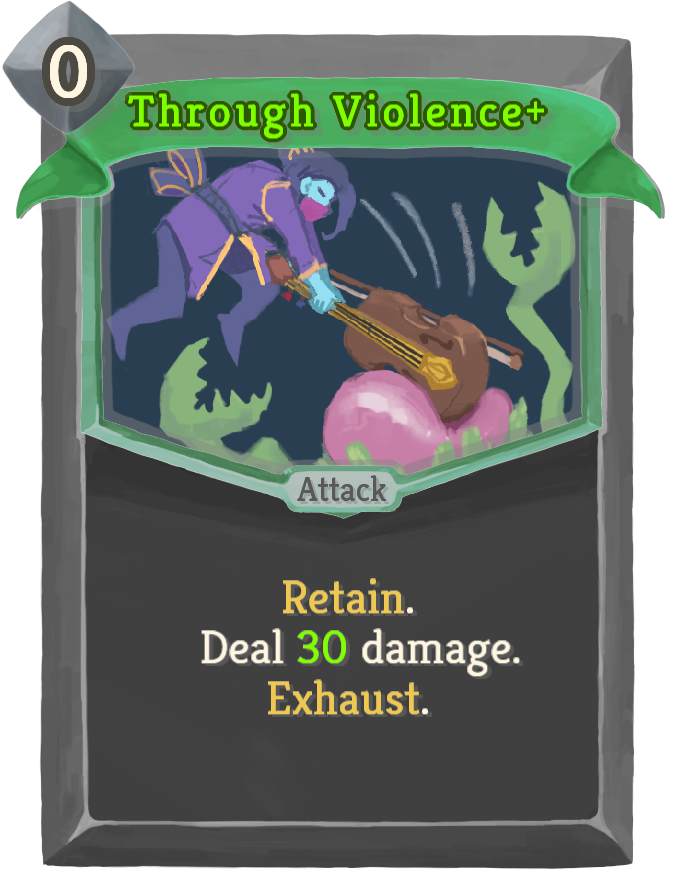 0
Through Violence+
Attack
Retain.
Deal 30 damage.
Exhaust.